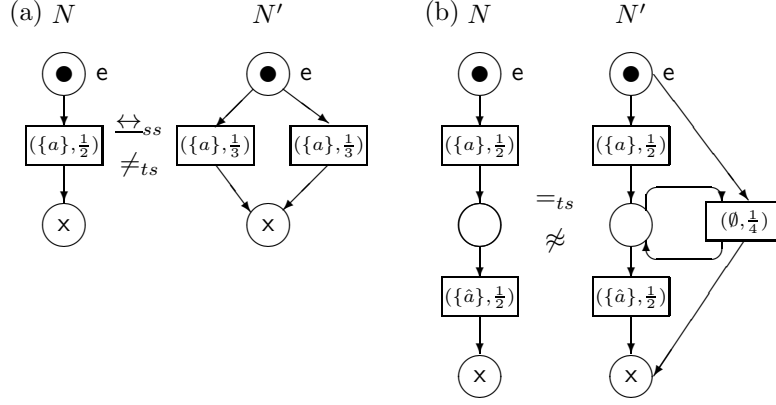 (a) N N′ (b) N N′
e e e e
({a},½) ↔ss ({a},⅓) ({a},⅓) ({a},½) ({a},½)
≠ts
x x =ts (∅,¼)
≉
({â},½) ({â},½)
x x